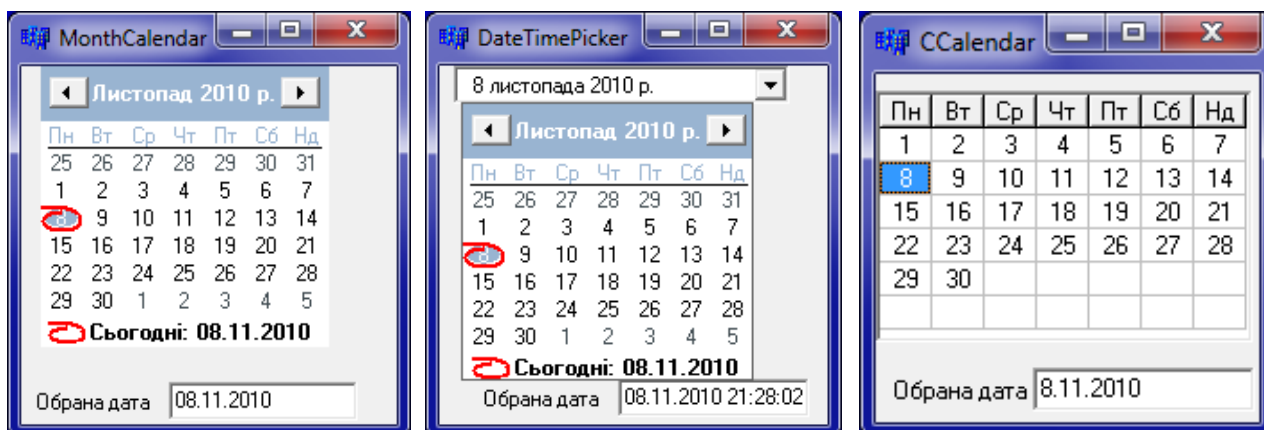 MonthCalendar
Листопад 2010 р.
Пн Вт Ср Чт Пт Сб Нд
25 26 27 28 29 30 31
1 2 3 4 5 6 7
8 9 10 11 12 13 14
15 16 17 18 19 20 21
22 23 24 25 26 27 28
29 30 1 2 3 4 5
Сьогодні: 08.11.2010
Обрана дата 08.11.2010
DateTimePicker
8 листопада 2010 р.
Листопад 2010 р.
Пн Вт Ср Чт Пт Сб Нд
25 26 27 28 29 30 31
1 2 3 4 5 6 7
8 9 10 11 12 13 14
15 16 17 18 19 20 21
22 23 24 25 26 27 28
29 30 1 2 3 4 5
Сьогодні: 08.11.2010
Обрана дата 08.11.2010 21:28:02
CCalendar
Пн Вт Ср Чт Пт Сб Нд
1 2 3 4 5 6 7
8 9 10 11 12 13 14
15 16 17 18 19 20 21
22 23 24 25 26 27 28
29 30
Обрана дата 8.11.2010